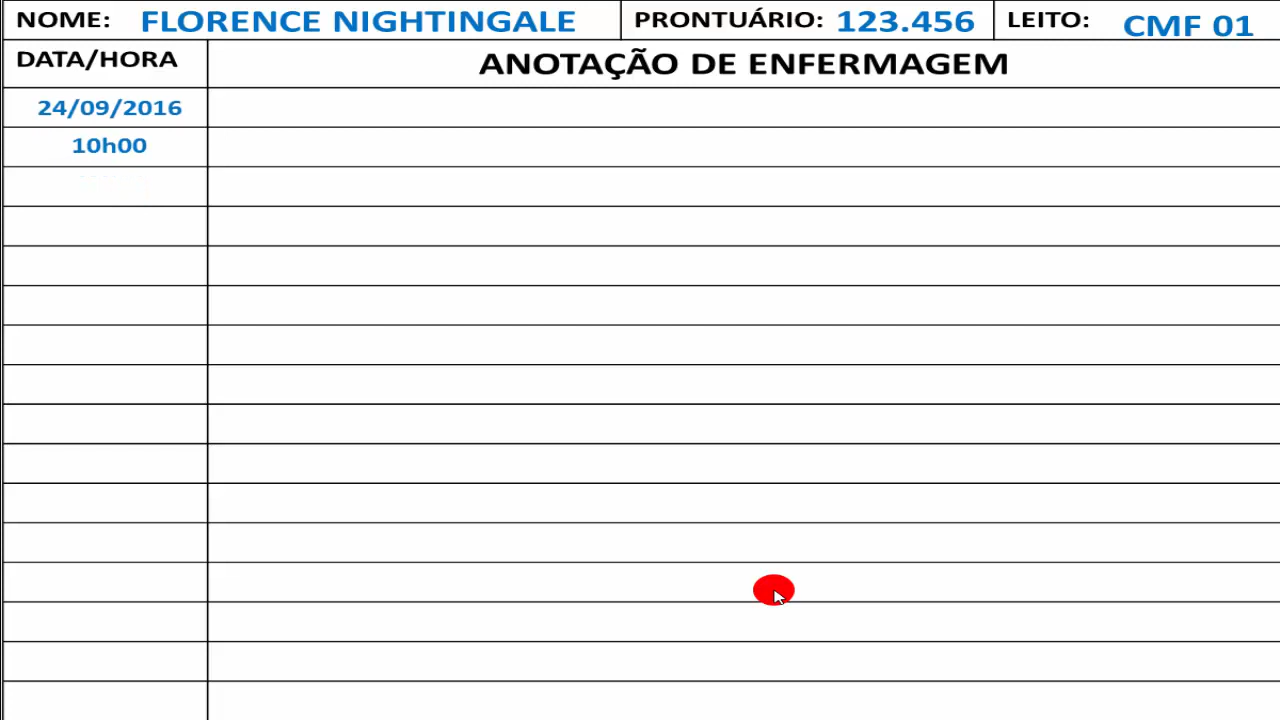 NOME: FLORENCE NIGHTINGALE PRONTUÁRIO: 123.456 LEITO: CMF 01
DATA/HORA ANOTAÇÃO DE ENFERMAGEM
24/09/2016
10h00